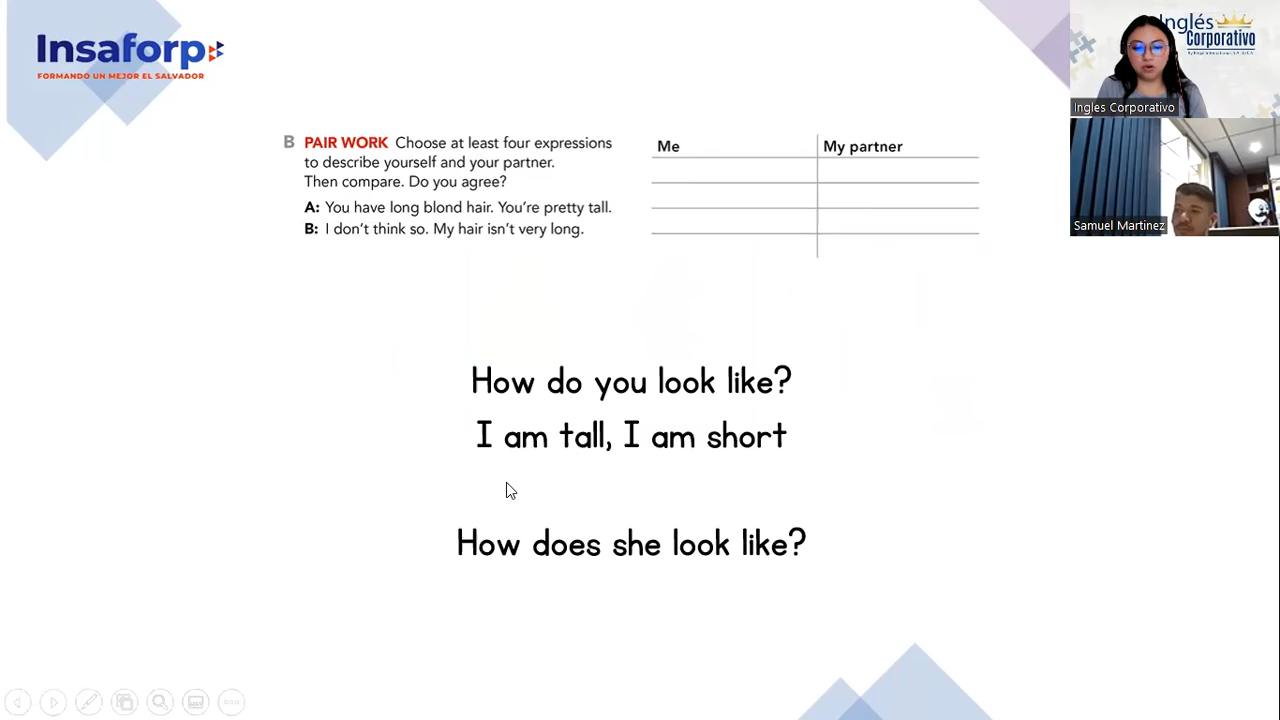 Insaforp
FORMANDO UN MEJOR EL SALVADOR
B PAIR WORK Choose at least four expressions
to describe yourself and your partner.
Then compare. Do you agree?
A: You have long blond hair. You're pretty tall.
B: I don't think so. My hair isn't very long.
Me My partner
How do you look like?
I am tall, I am short
How does she look like?
Inglés
Corporativo
Ingles Corporativo
Samuel Martinez